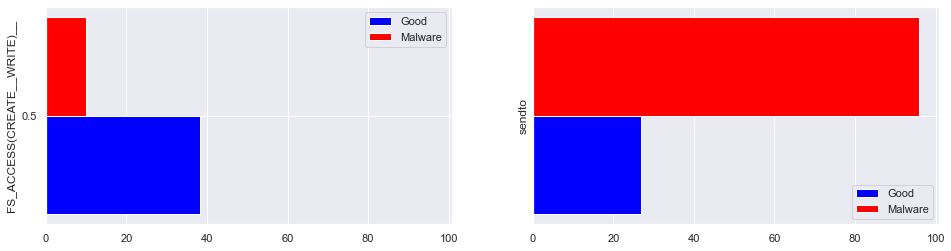 FS_ACCESS(CREATE__WRITE)__
0.5
Good
Malware
0 20 40 60 80 100
sendto
Good
Malware
0 20 40 60 80 100